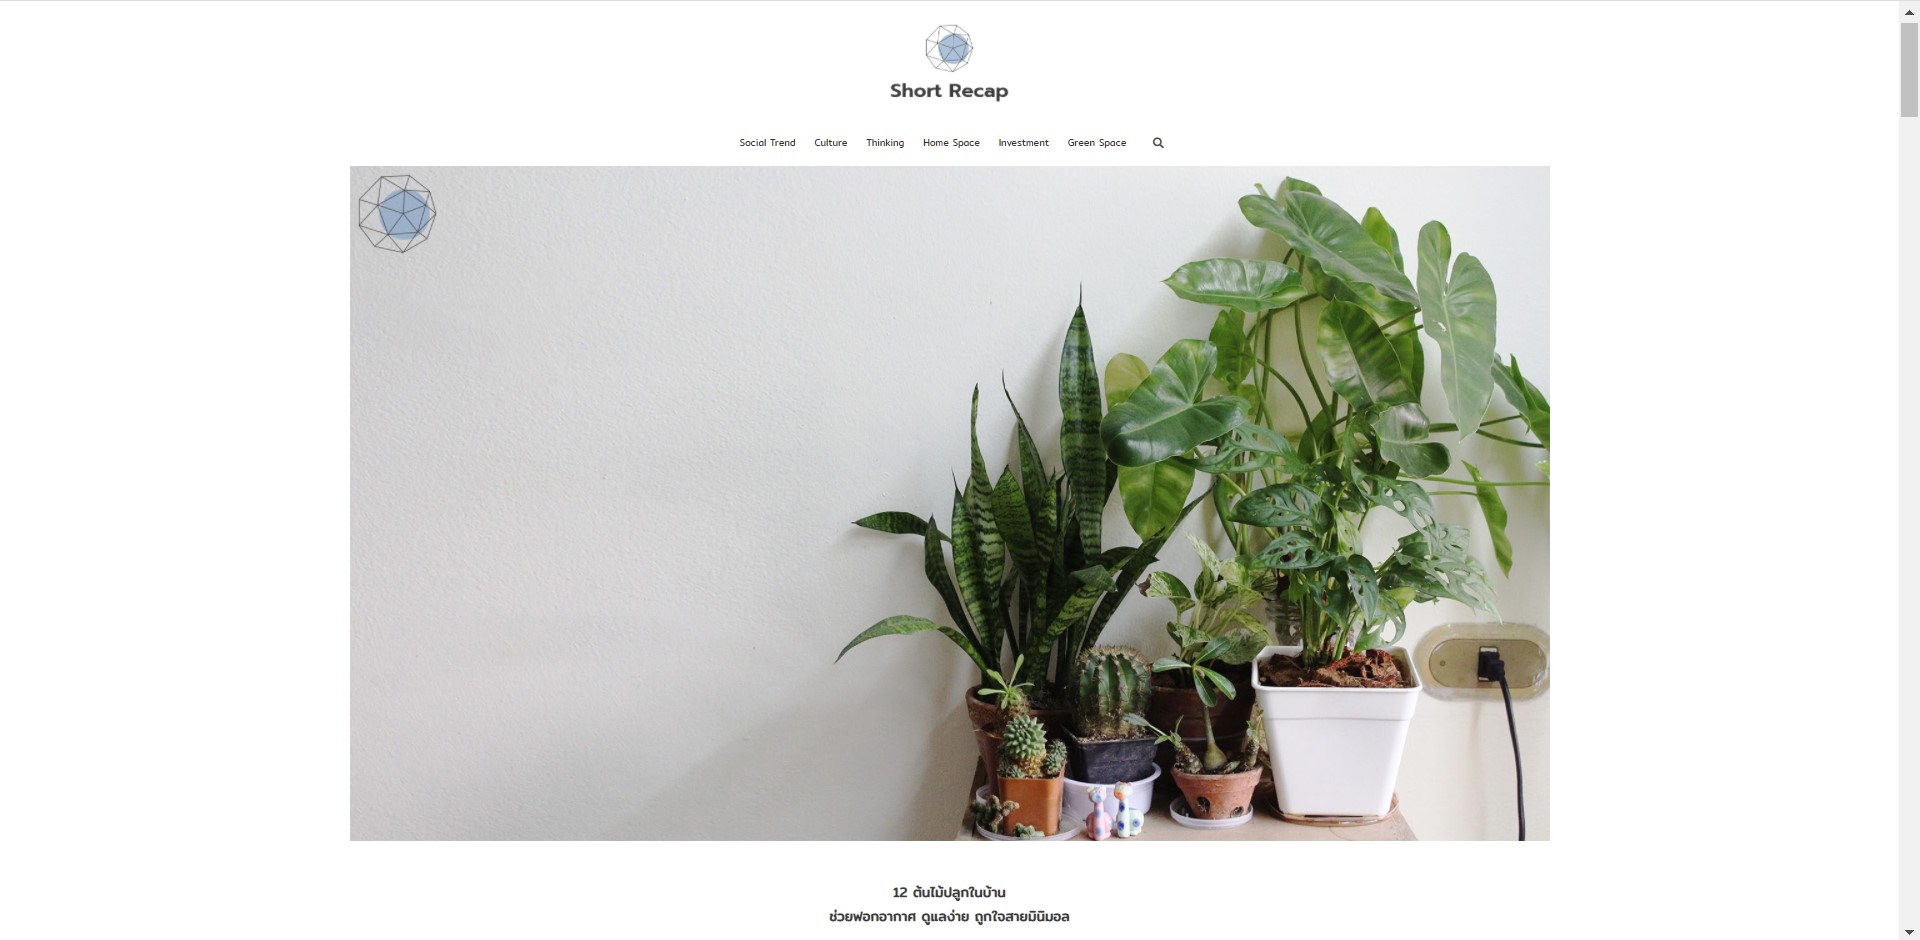 Short Recap
Social Trend Culture Thinking Home Space Investment Green Space
12 ต้นไม้ปลูกในบ้าน
ช่วยฟอกอากาศ ดูแลง่าย ถูกใจสายมินิมอล